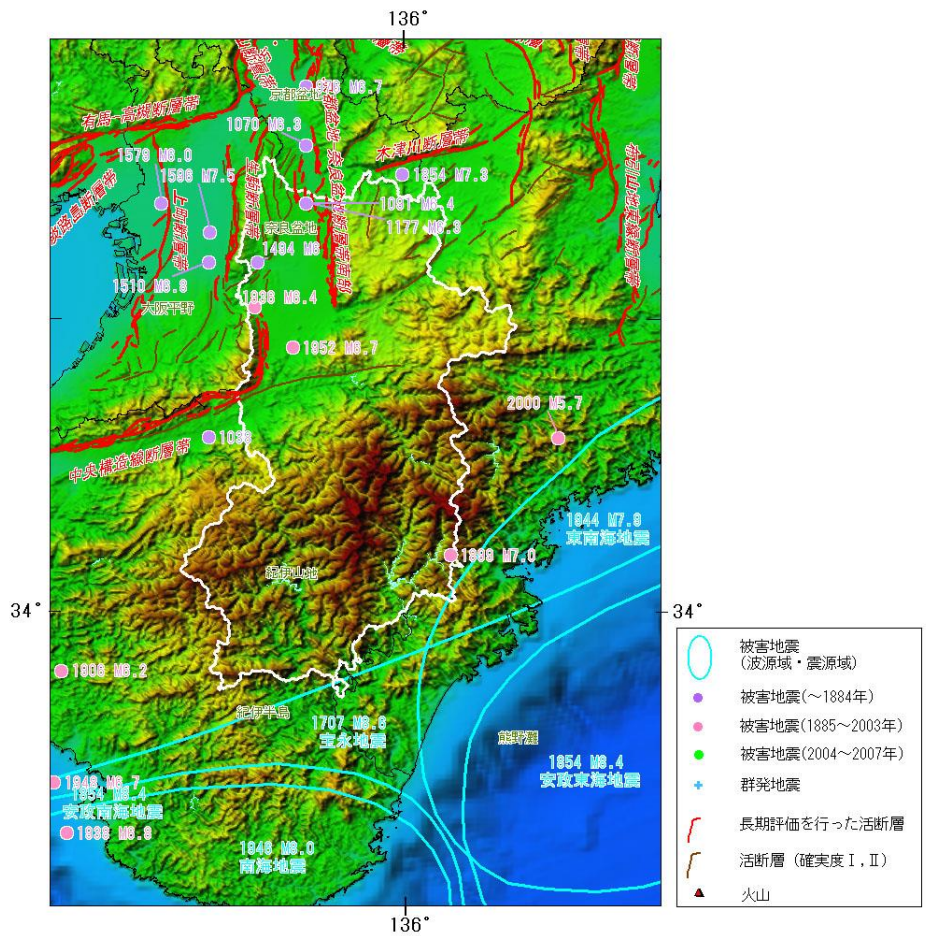 136°
有馬-高槻断層帯
京都盆地
1070 M6.3
木津川断層帯
1579 M6.0
1596 M7.5
1854 M7.3
上町断層帯
生駒断層帯
1091 M6.4
1177 M6.3
奈良盆地
1494 M6
1510 M6.8
大阪平野
1936 M6.4
1952 M6.7
2000 M5.7
1038
中央構造線断層帯
1944 M7.9
東南海地震
1899 M7.0
紀伊山地
34°
34°
1906 M6.2
紀伊半島
1707 M8.6
宝永地震
熊野灘
1854 M8.4
安政東海地震
1948 M6.7
1854 M8.4
安政南海地震
1938 M6.8
1946 M8.0
南海地震
136°
被害地震
(波源域・震源域)
被害地震(～1884年)
被害地震(1885～2003年)
被害地震(2004～2007年)
群発地震
長期評価を行った活断層
活断層（確実度Ⅰ,Ⅱ）
火山